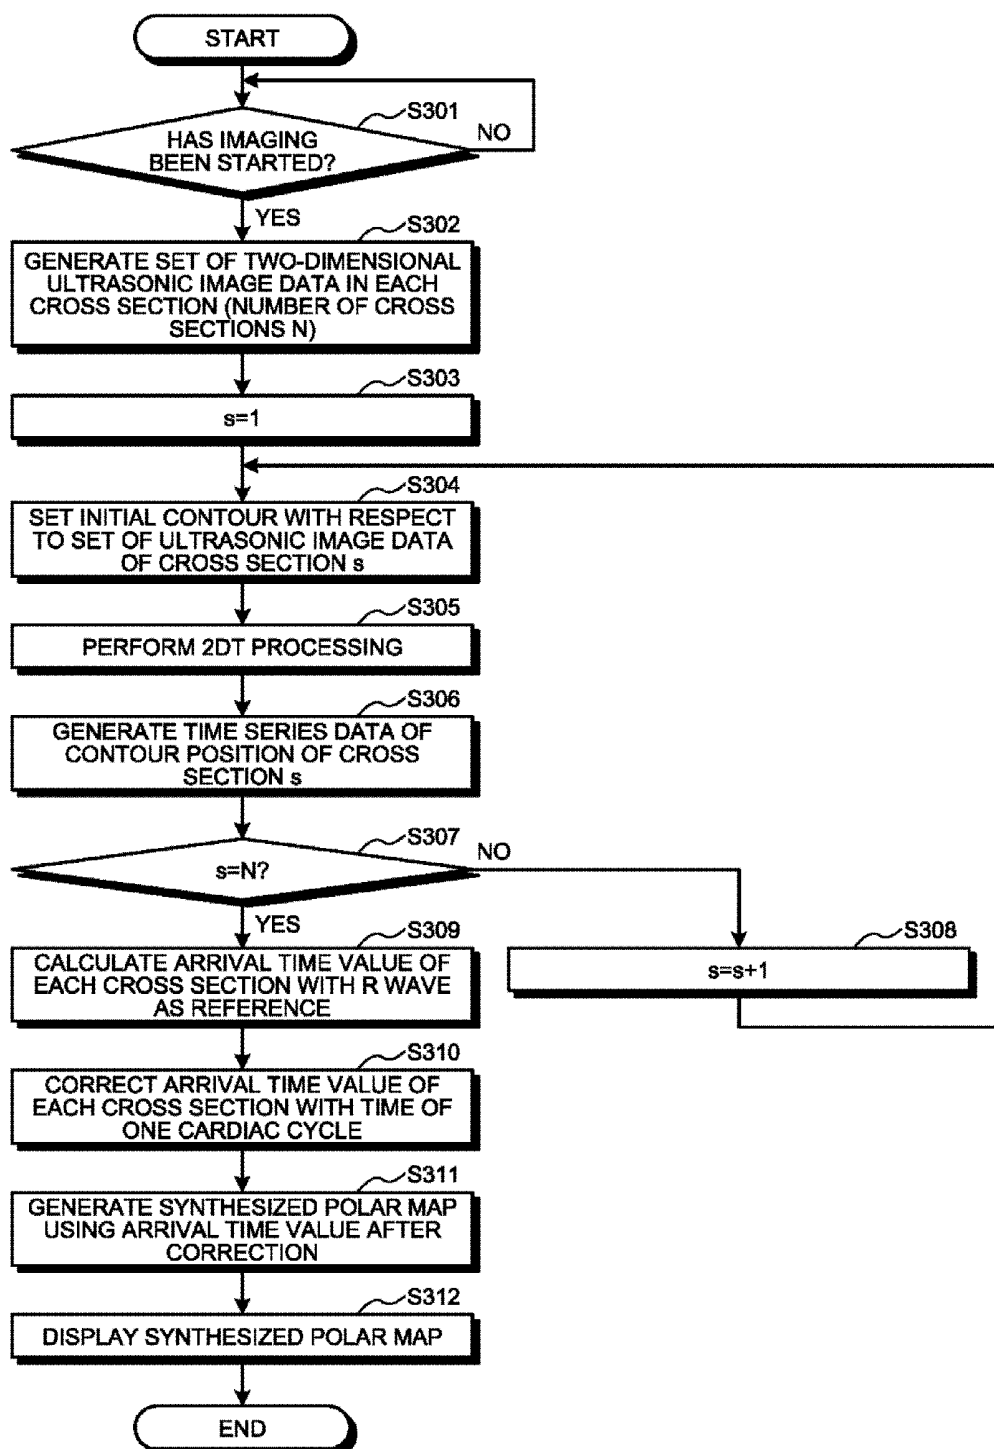 START
S301
HAS IMAGING
BEEN STARTED?
NO
YES
S302
GENERATE SET OF TWO-DIMENSIONAL
ULTRASONIC IMAGE DATA IN EACH
CROSS SECTION (NUMBER OF CROSS
SECTIONS N)
S303
s=1
S304
SET INITIAL CONTOUR WITH RESPECT
TO SET OF ULTRASONIC IMAGE DATA
OF CROSS SECTION s
S305
PERFORM 2DT PROCESSING
S306
GENERATE TIME SERIES DATA OF
CONTOUR POSITION OF CROSS
SECTION s
S307
s=N?
NO
YES
S308
s=s+1
S309
CALCULATE ARRIVAL TIME VALUE OF
EACH CROSS SECTION WITH R WAVE
AS REFERENCE
S310
CORRECT ARRIVAL TIME VALUE OF
EACH CROSS SECTION WITH TIME OF
ONE CARDIAC CYCLE
S311
GENERATE SYNTHESIZED POLAR MAP
USING ARRIVAL TIME VALUE AFTER
CORRECTION
S312
DISPLAY SYNTHESIZED POLAR MAP
END